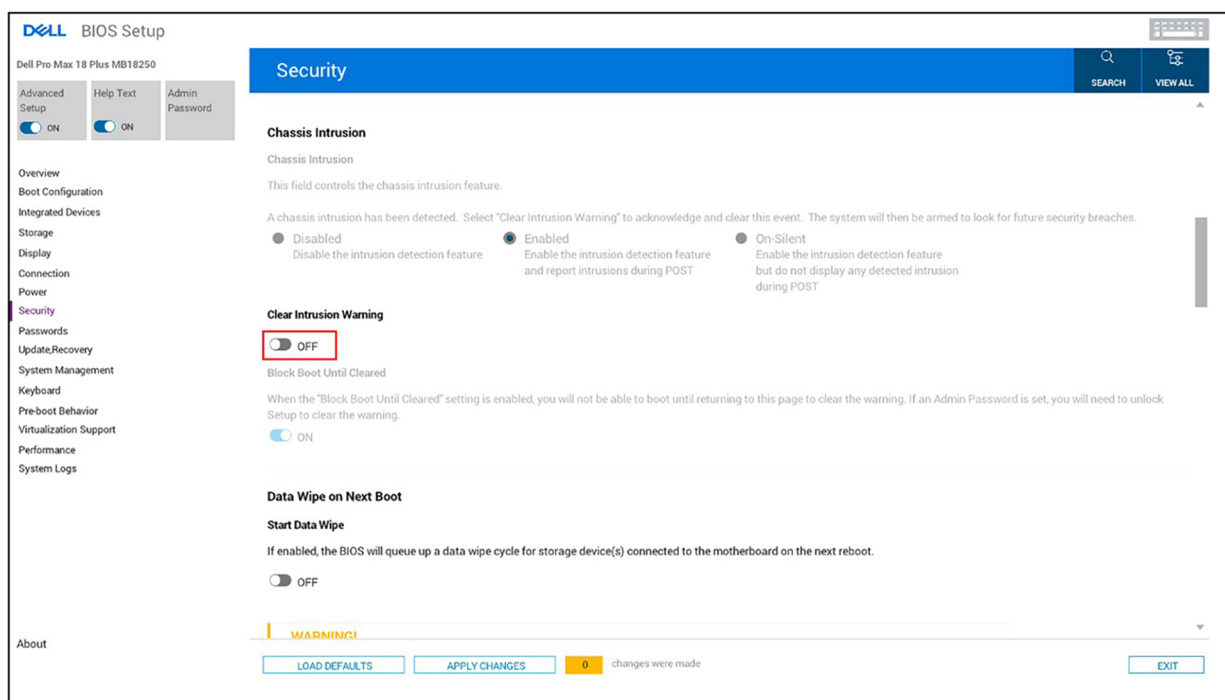 DELL BIOS Setup
Dell Pro Max 18 Plus MB18250
Advanced Setup
ON
Help Text
ON
Admin Password
Overview
Boot Configuration
Integrated Devices
Storage
Display
Connection
Power
Security
Passwords
Update,Recovery
System Management
Keyboard
Pre-boot Behavior
Virtualization Support
Performance
System Logs
About
Security
SEARCH
VIEW ALL
Chassis Intrusion
Chassis Intrusion
This field controls the chassis intrusion feature.
A chassis intrusion has been detected. Select "Clear Intrusion Warning" to acknowledge and clear this event. The system will then be armed to look for future security breaches.
Disabled
Disable the intrusion detection feature
Enabled
Enable the intrusion detection feature
and report intrusions during POST
On-Silent
Enable the intrusion detection feature
but do not display any detected intrusion
during POST
Clear Intrusion Warning
OFF
Block Boot Until Cleared
When the "Block Boot Until Cleared" setting is enabled, you will not be able to boot until returning to this page to clear the warning. If an Admin Password is set, you will need to unlock
Setup to clear the warning.
ON
Data Wipe on Next Boot
Start Data Wipe
If enabled, the BIOS will queue up a data wipe cycle for storage device(s) connected to the motherboard on the next reboot.
OFF
WARNING!
LOAD DEFAULTS
APPLY CHANGES
0 changes were made
EXIT